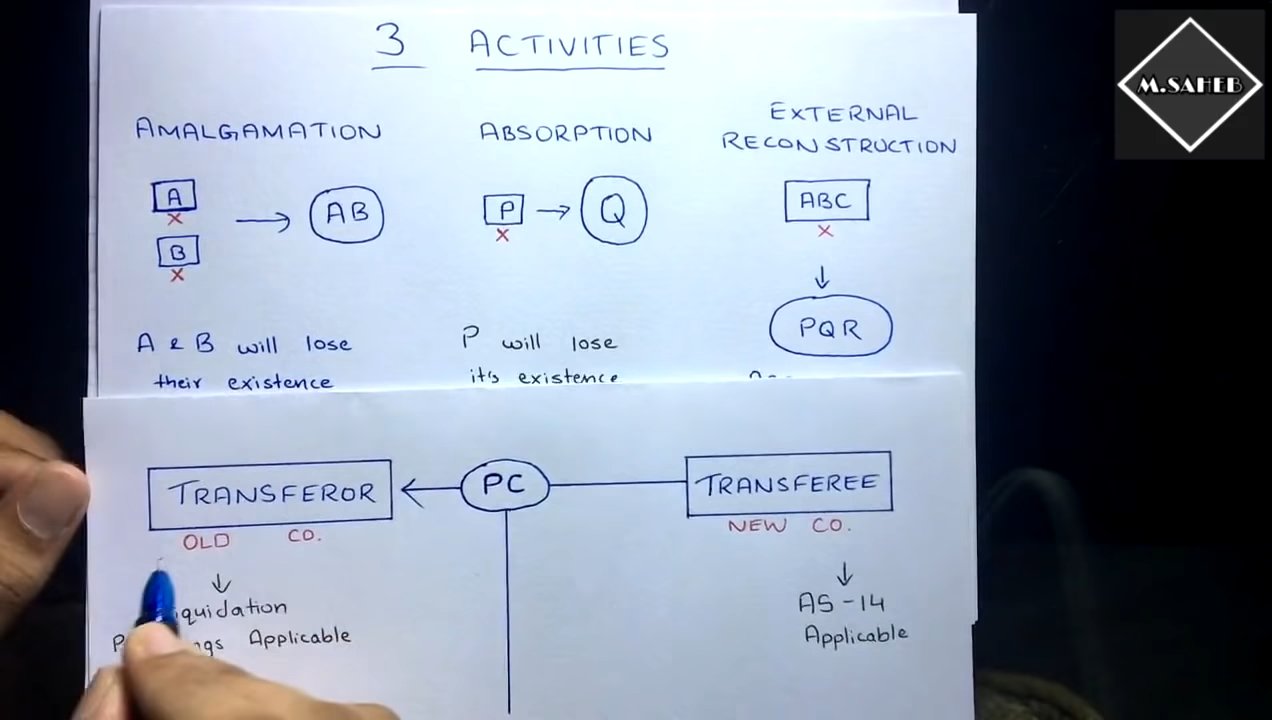 3 ACTIVITIES
AMALGAMATION
ABSORPTION
EXTERNAL
RECONSTRUCTION
A
x
B
x
AB
P
x
Q
ABC
x
PQR
A & B will lose
their existence
P will lose
it's existence
TRANSFEROR
OLD CO.
PC
TRANSFEREE
NEW CO.
Applicable
AS-14
Applicable
M.SAHEB